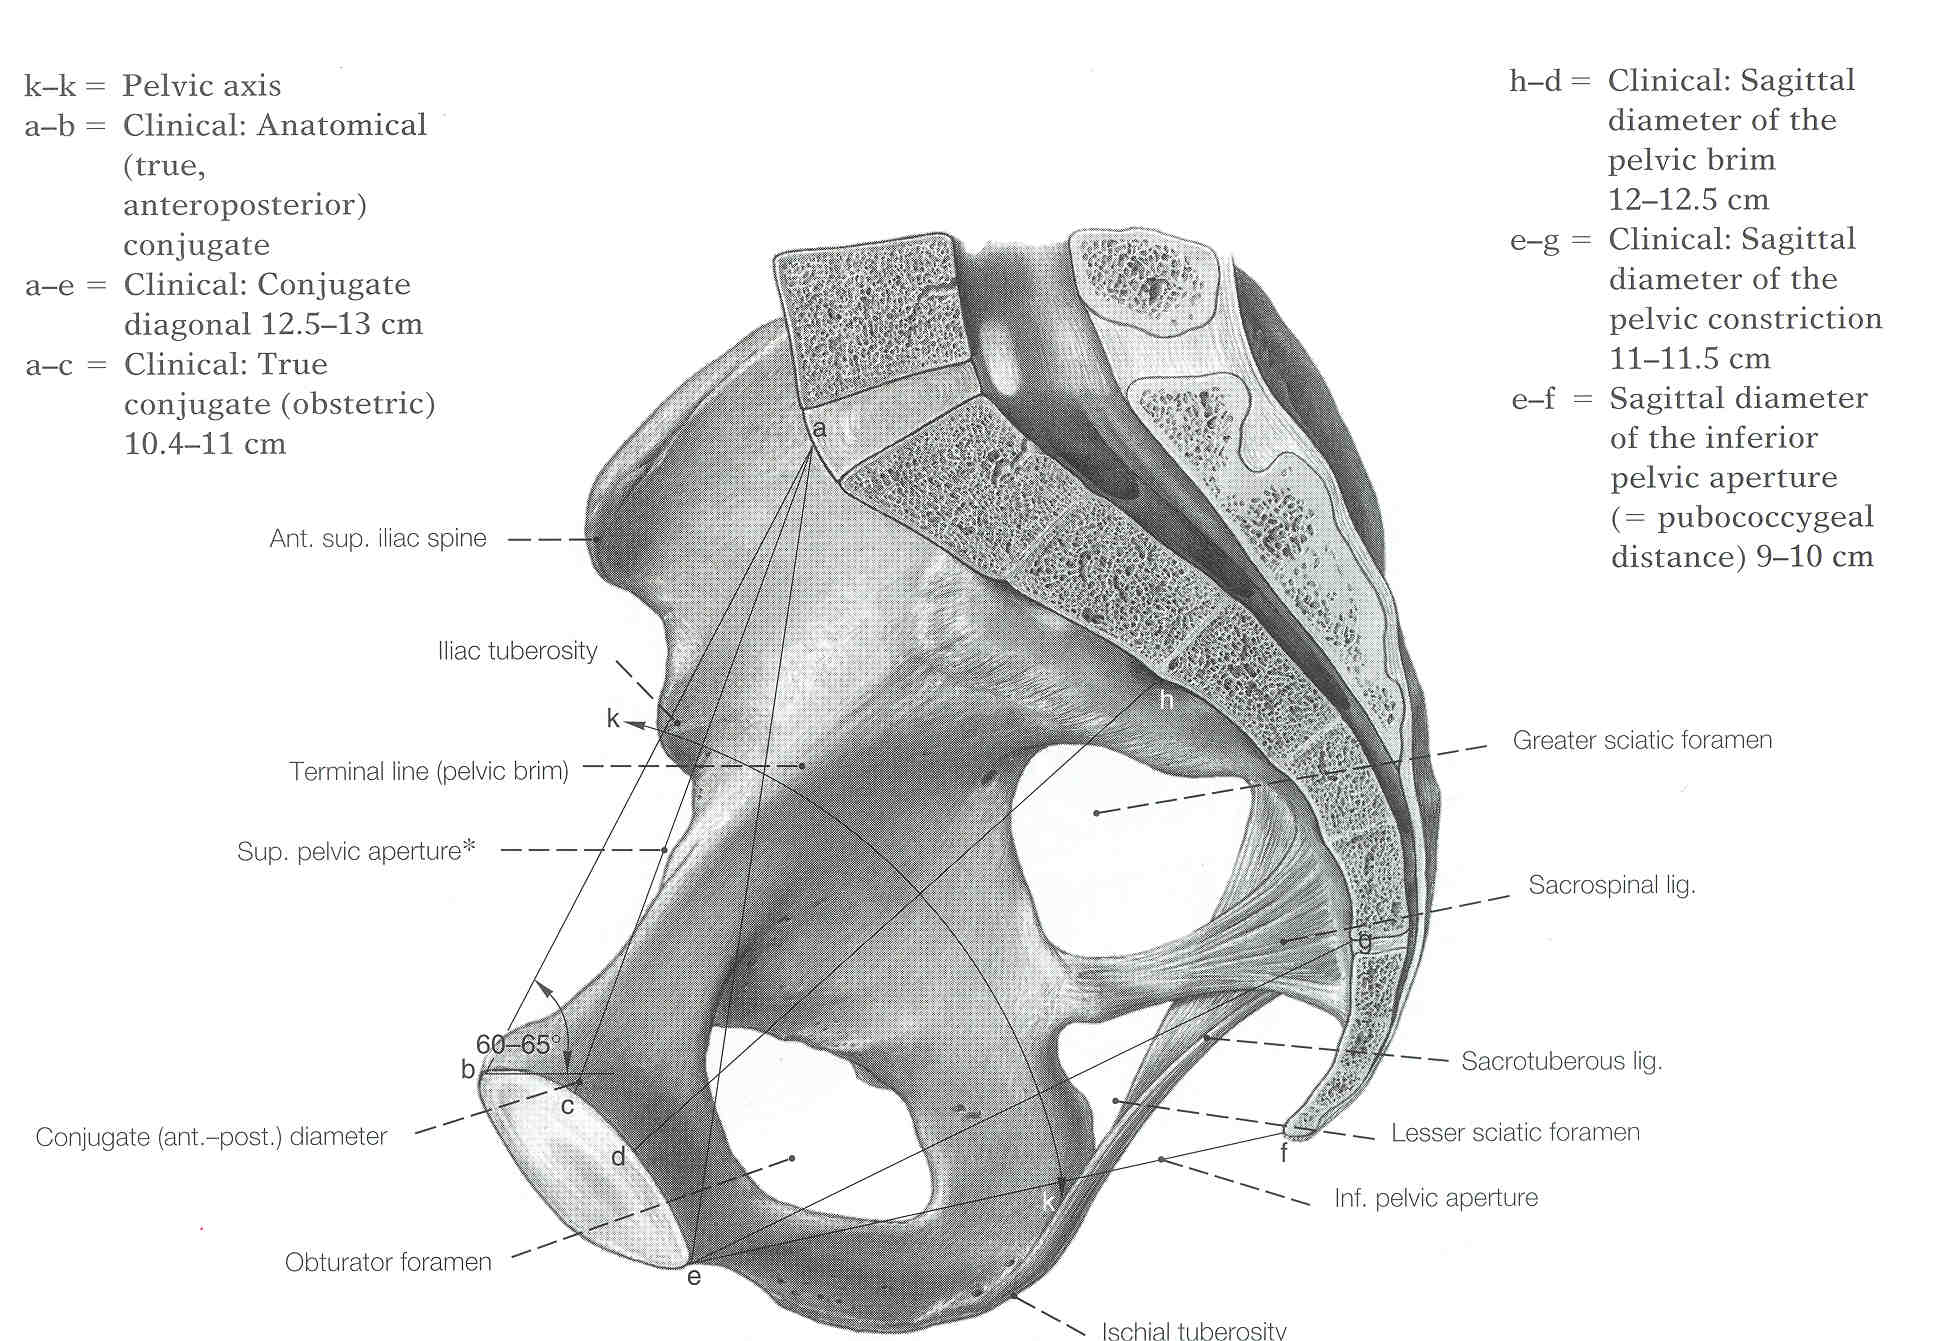 k–k = Pelvic axis
a–b = Clinical: Anatomical
(true,
anteroposterior)
conjugate
a–e = Clinical: Conjugate
diagonal 12.5–13 cm
a–c = Clinical: True
conjugate (obstetric)
10.4–11 cm
h–d = Clinical: Sagittal
diameter of the
pelvic brim
12–12.5 cm
e–g = Clinical: Sagittal
diameter of the
pelvic constriction
11–11.5 cm
e–f = Sagittal diameter
of the inferior
pelvic aperture
(= pubococcygeal
distance) 9–10 cm
a
Ant. sup. iliac spine
Iliac tuberosity
k
h
Terminal line (pelvic brim)
Greater sciatic foramen
Sup. pelvic aperture*
Sacrospinal lig.
g
60–65°
b
c
Sacrotuberous lig.
Conjugate (ant.–post.) diameter
d
Lesser sciatic foramen
f
k
Inf. pelvic aperture
Obturator foramen
e
Ischial tuberosity